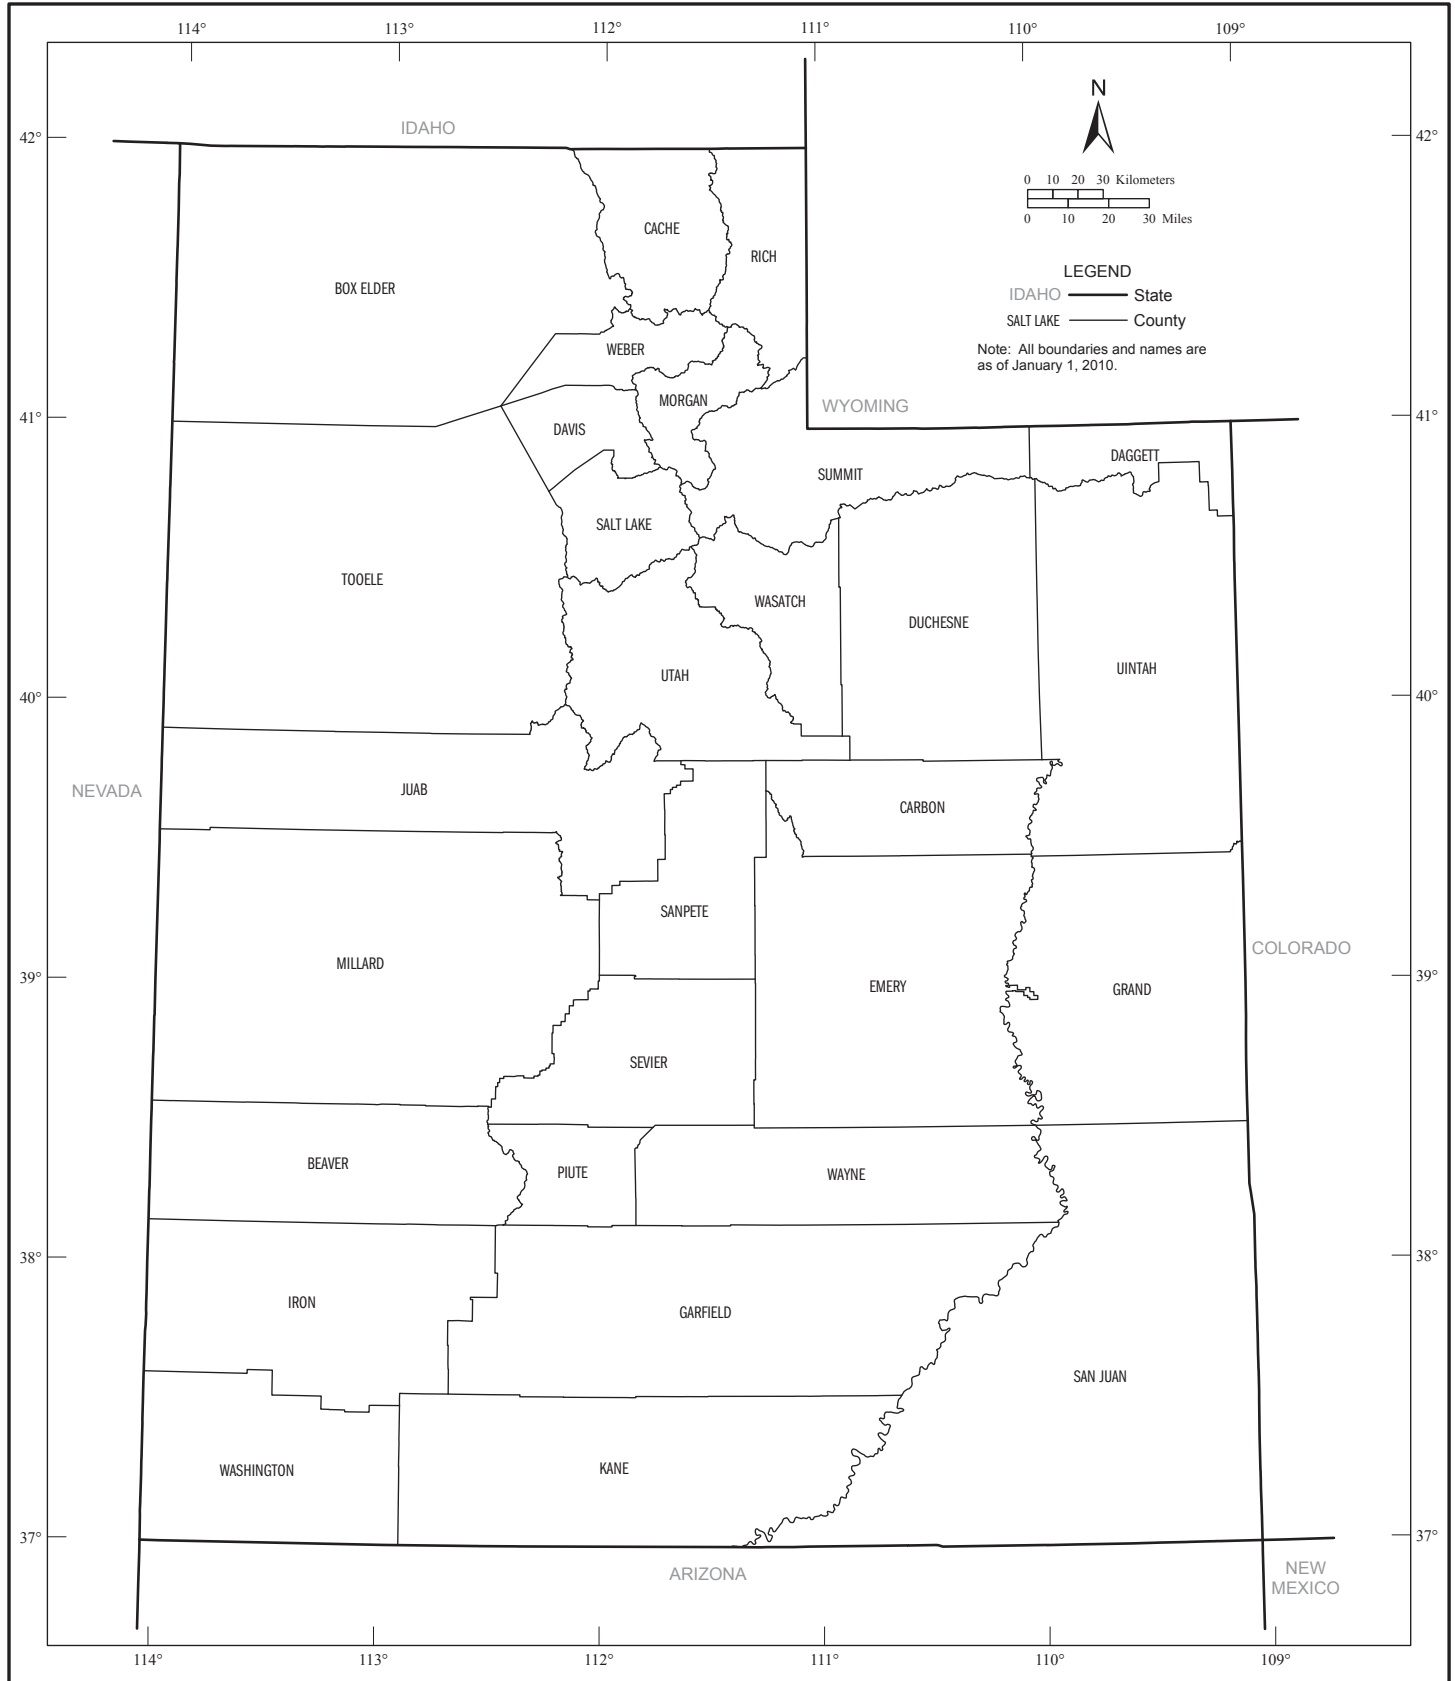 114° 113° 112° 111° 110° 109°
N
42° IDAHO 42°
0 10 20 30 Kilometers
0 10 20 30 Miles
CACHE
RICH
LEGEND
BOX ELDER
IDAHO State
SALT LAKE County
WEBER
Note: All boundaries and names are
as of January 1, 2010.
MORGAN
WYOMING
41° 41°
DAVIS
DAGGETT
SUMMIT
SALT LAKE
TOOELE
WASATCH
DUCHESNE
UTAH
UINTAH
40° 40°
NEVADA
JUAB
CARBON
SANPETE
COLORADO
MILLARD
39° 39°
EMERY
GRAND
SEVIER
BEAVER
PIUTE
WAYNE
38° 38°
IRON
GARFIELD
SAN JUAN
WASHINGTON
KANE
37° 37°
ARIZONA
NEW
MEXICO
114° 113° 112° 111° 110° 109°